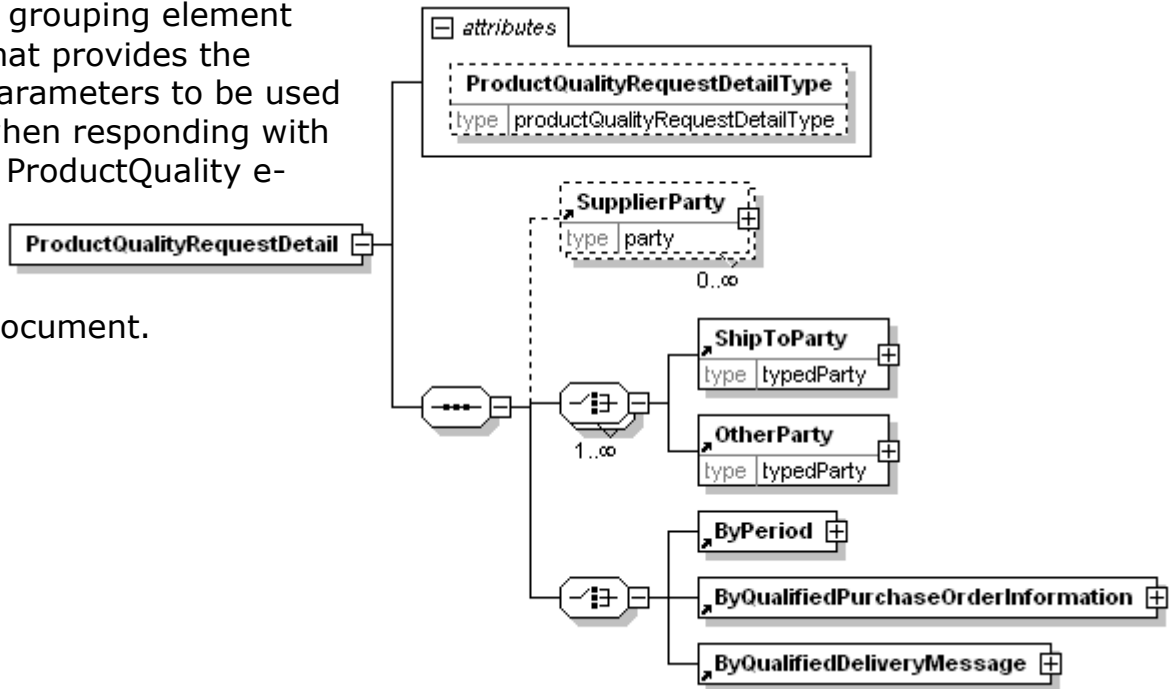 grouping element
hat provides the
arameters to be used
when responding with
ProductQuality e-
ocument.
attributes
ProductQualityRequestDetailType
type productQualityRequestDetailType
SupplierParty
type party
0..∞
ProductQualityRequestDetail
ShipToParty
type typedParty
1..∞
OtherParty
type typedParty
ByPeriod
ByQualifiedPurchaseOrderInformation
ByQualifiedDeliveryMessage